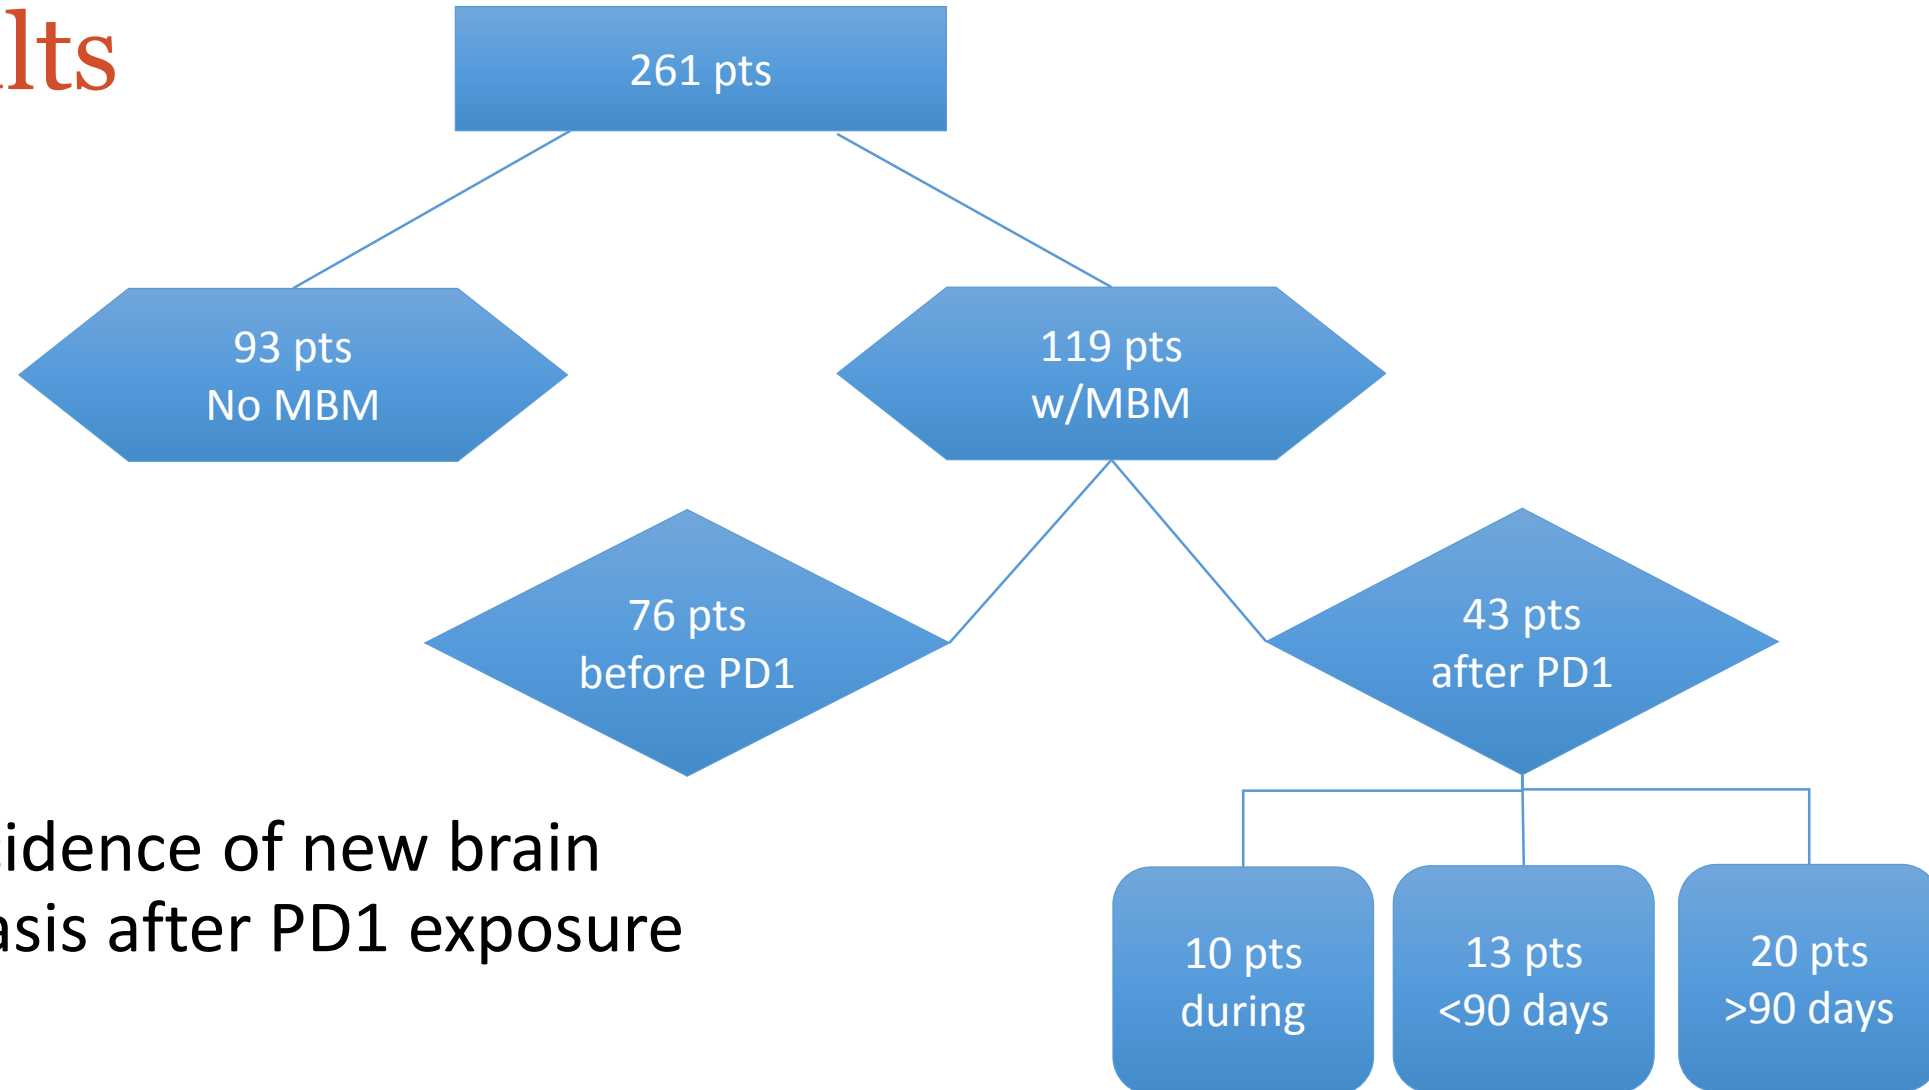 lts
261 pts
93 pts
No MBM
119 pts
w/MBM
76 pts
before PD1
43 pts
after PD1
idence of new brain
asis after PD1 exposure
10 pts
during
13 pts
<90 days
20 pts
>90 days